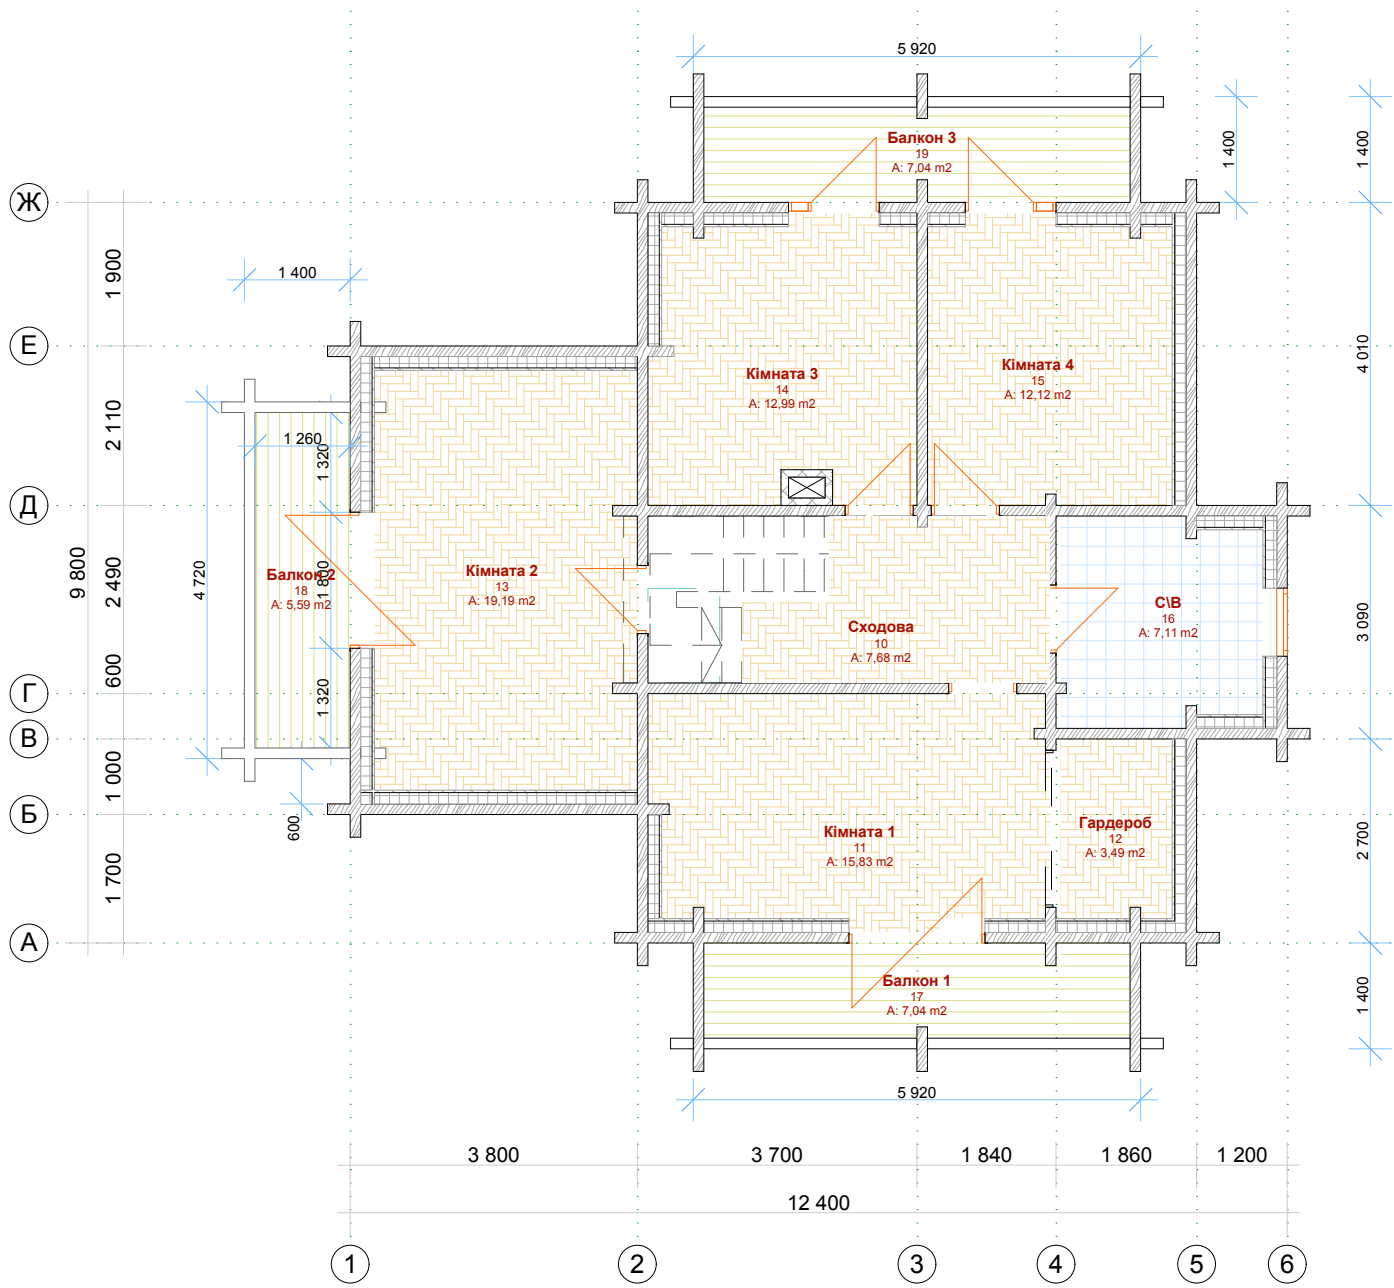 5 920
Балкон 3
19
A: 7,04 m2
1 400
1 400
Ж
1 900
1 400
Е
4 010
Кімната 3
14
A: 12,99 m2
Кімната 4
15
A: 12,12 m2
2 110
1 260
1 320
Д
9 800
2 490
4 720
Балкон 2
18
A: 5,59 m2
1 800
Кімната 2
13
A: 19,19 m2
Сходова
10
A: 7,68 m2
С\В
16
A: 7,11 m2
3 090
600
1 320
Г
В
1 000
600
Б
Кімната 1
11
A: 15,83 m2
Гардероб
12
A: 3,49 m2
2 700
1 700
А
Балкон 1
17
A: 7,04 m2
1 400
5 920
3 800
3 700
1 840
1 860
1 200
12 400
1
2
3
4
5
6